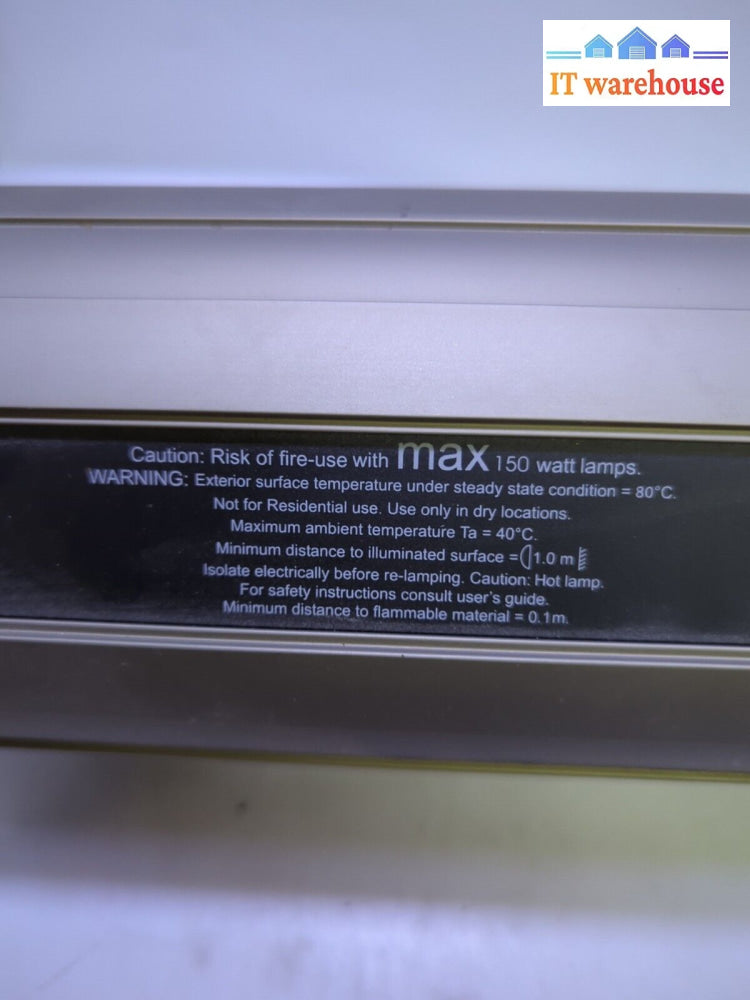 IT warehouse
Caution: Risk of fire-use with max 150 watt lamps.
WARNING: Exterior surface temperature under steady state condition = 80°C.
Not for Residential use. Use only in dry locations.
Maximum ambient temperature Ta = 40°C.
Minimum distance to illuminated surface = 1.0 m
Isolate electrically before re-lamping. Caution: Hot lamp.
For safety instructions consult user's guide.
Minimum distance to flammable material = 0.1m.